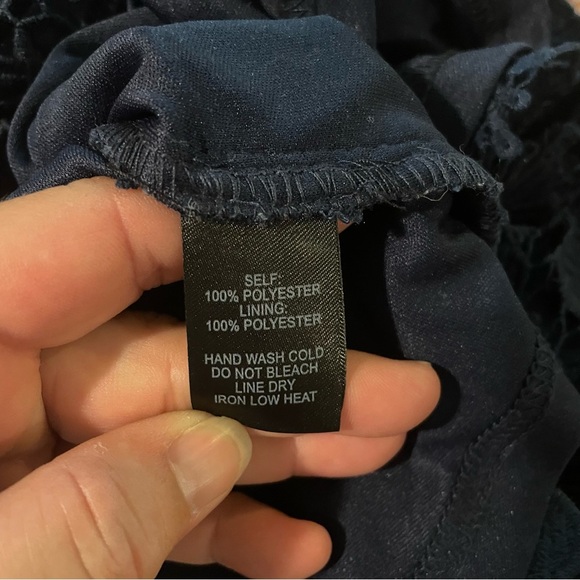 SELF:
100% POLYESTER
LINING:
100% POLYESTER
HAND WASH COLD
DO NOT BLEACH
LINE DRY
IRON LOW HEAT